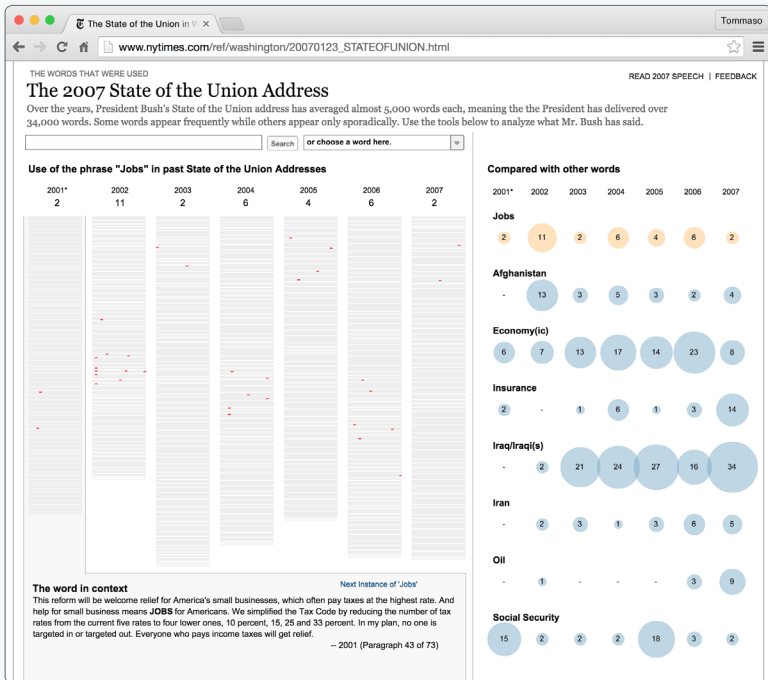 The State of the Union in W
Tommaso
www.nytimes.com/ref/washington/20070123_STATEOFUNION.html
THE WORDS THAT WERE USED
READ 2007 SPEECH | FEEDBACK
The 2007 State of the Union Address
Over the years, President Bush's State of the Union address has averaged almost 5,000 words each, meaning the the President has delivered over
34,000 words. Some words appear frequently while others appear only sporadically. Use the tools below to analyze what Mr. Bush has said.
Search
or choose a word here.
Use of the phrase "Jobs" in past State of the Union Addresses
2001* 2002 2003 2004 2005 2006 2007
2 11 2 6 4 6 2
The word in context
Next Instance of 'Jobs'
This reform will be welcome relief for America's small businesses, which often pay taxes at the highest rate. And
help for small business means JOBS for Americans. We simplified the Tax Code by reducing the number of tax
rates from the current five rates to four lower ones, 10 percent, 15, 25 and 33 percent. In my plan, no one is
targeted in or targeted out. Everyone who pays income taxes will get relief.
-- 2001 (Paragraph 43 of 73)
Compared with other words
2001* 2002 2003 2004 2005 2006 2007
Jobs
2 11 2 6 4 6 2
Afghanistan
- 13 3 5 3 2 4
Economy(ic)
6 7 13 17 14 23 8
Insurance
2 - 1 6 1 3 14
Iraq/Iraqi(s)
- 2 21 24 27 16 34
Iran
- 2 3 1 3 6 5
Oil
- 1 - - - 3 9
Social Security
15 2 2 2 18 3 2